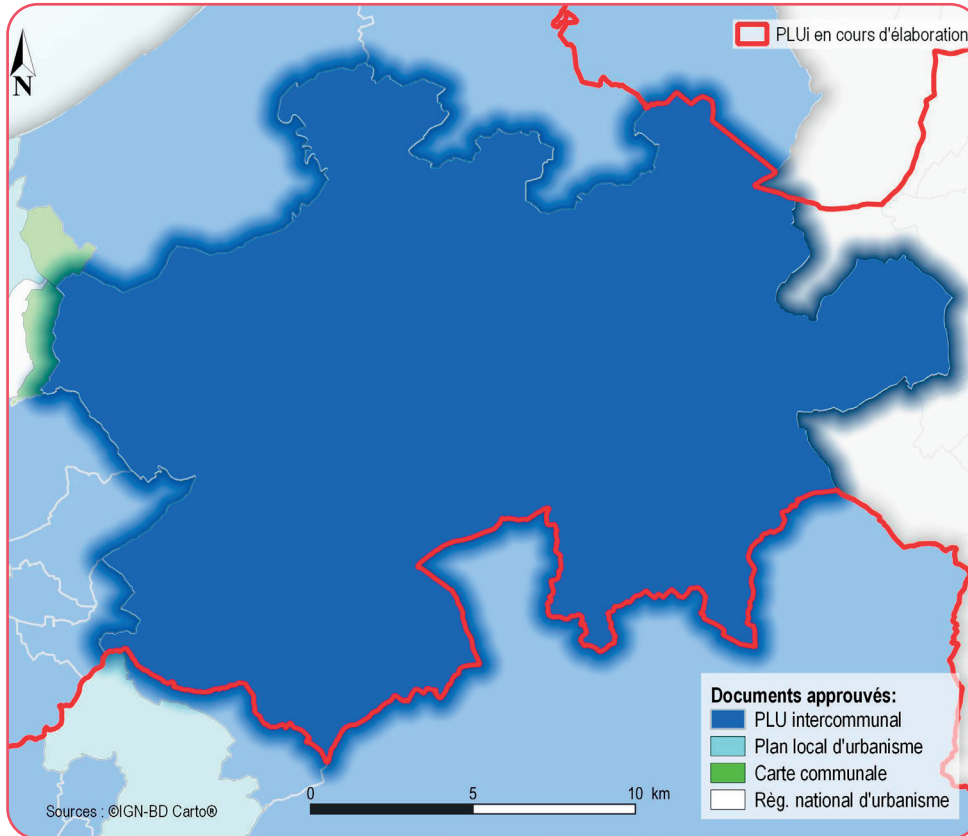 PLUi en cours d'élaboration
N
Documents approuvés:
PLU intercommunal
Plan local d'urbanisme
Carte communale
Règ. national d'urbanisme
0 5 10 km
Sources : ©IGN-BD Carto®